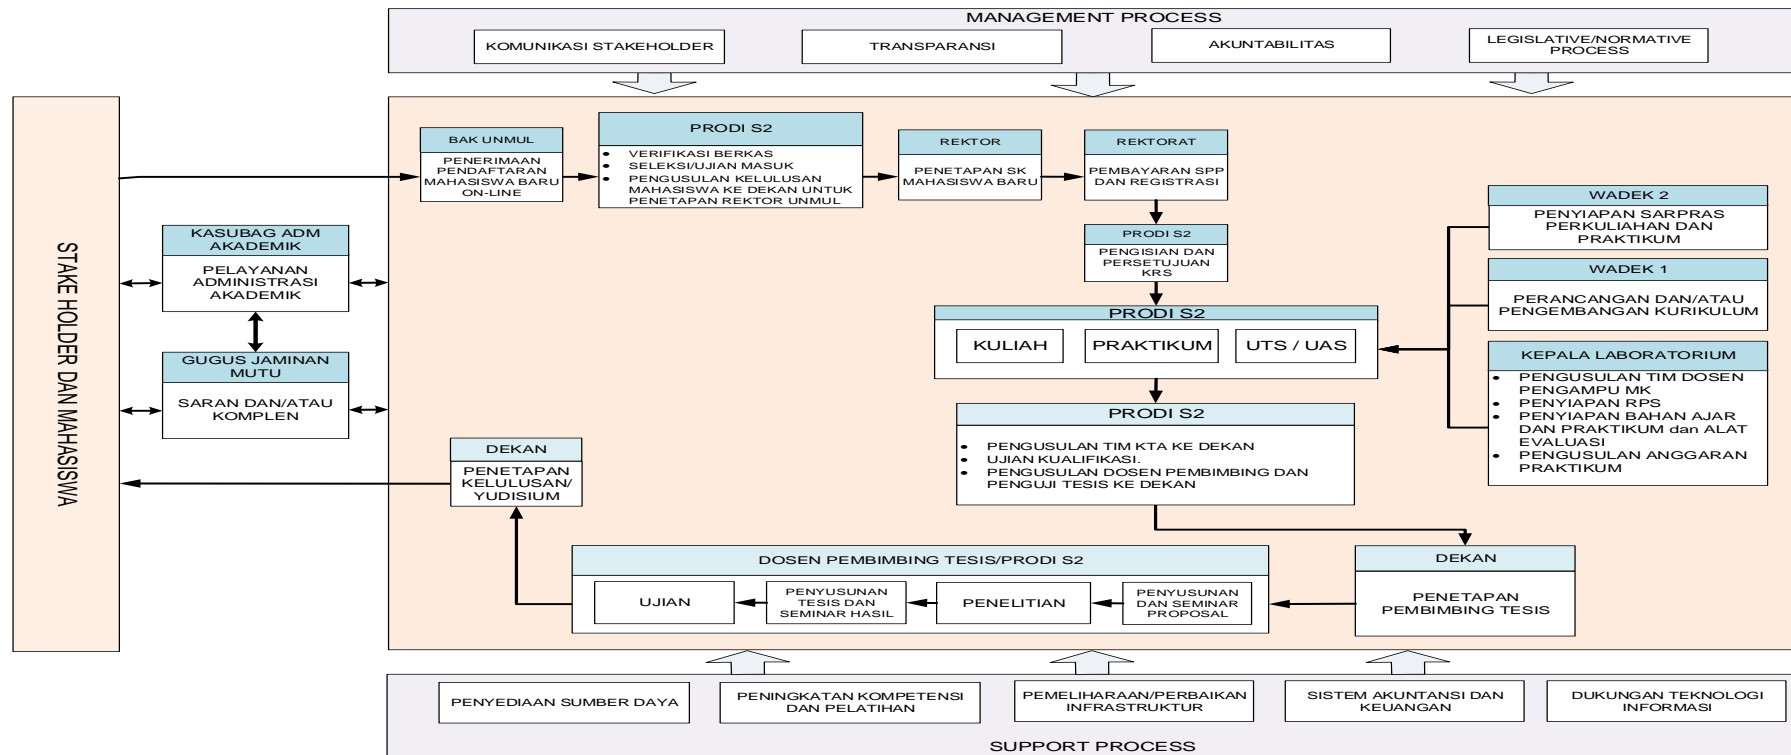 MANAGEMENT PROCESS
KOMUNIKASI STAKEHOLDER
TRANSPARANSI
AKUNTABILITAS
LEGISLATIVE/NORMATIVE
PROCESS
STAKE HOLDER DAN MAHASISWA
BAK UNMUL
PENERIMAAN
PENDAFTARAN
MAHASISWA BARU
ON-LINE
PRODI S2
• VERIFIKASI BERKAS
• SELEKSI/UJIAN MASUK
• PENGUSULAN KELULUSAN
MAHASISWA KE DEKAN UNTUK
PENETAPAN REKTOR UNMUL
REKTOR
PENETAPAN SK
MAHASISWA BARU
REKTORAT
PEMBAYARAN SPP
DAN REGISTRASI
PRODI S2
PENGISIAN DAN
PERSETUJUAN
KRS
WADEK 2
PENYIAPAN SARPRAS
PERKULIAHAN DAN
PRAKTIKUM
WADEK 1
PERANCANGAN DAN/ATAU
PENGEMBANGAN KURIKULUM
KEPALA LABORATORIUM
• PENGUSULAN TIM DOSEN
PENGAMPU MK
• PENYIAPAN RPS
• PENYIAPAN BAHAN AJAR
DAN PRAKTIKUM dan ALAT
EVALUASI
• PENGUSULAN ANGGARAN
PRAKTIKUM
KASUBAG ADM
AKADEMIK
PELAYANAN
ADMINISTRASI
AKADEMIK
GUGUS JAMINAN
MUTU
SARAN DAN/ATAU
KOMPLEN
PRODI S2
KULIAH
PRAKTIKUM
UTS / UAS
PRODI S2
• PENGUSULAN TIM KTA KE DEKAN
• UJIAN KUALIFIKASI.
• PENGUSULAN DOSEN PEMBIMBING DAN
PENGUJI TESIS KE DEKAN
DEKAN
PENETAPAN
KELULUSAN/
YUDISIUM
DOSEN PEMBIMBING TESIS/PRODI S2
UJIAN
PENYUSUNAN
TESIS DAN
SEMINAR HASIL
PENELITIAN
PENYUSUNAN
DAN SEMINAR
PROPOSAL
DEKAN
PENETAPAN
PEMBIMBING TESIS
PENYEDIAAN SUMBER DAYA
PENINGKATAN KOMPETENSI
DAN PELATIHAN
PEMELIHARAAN/PERBAIKAN
INFRASTRUKTUR
SISTEM AKUNTANSI DAN
KEUANGAN
DUKUNGAN TEKNOLOGI
INFORMASI
SUPPORT PROCESS